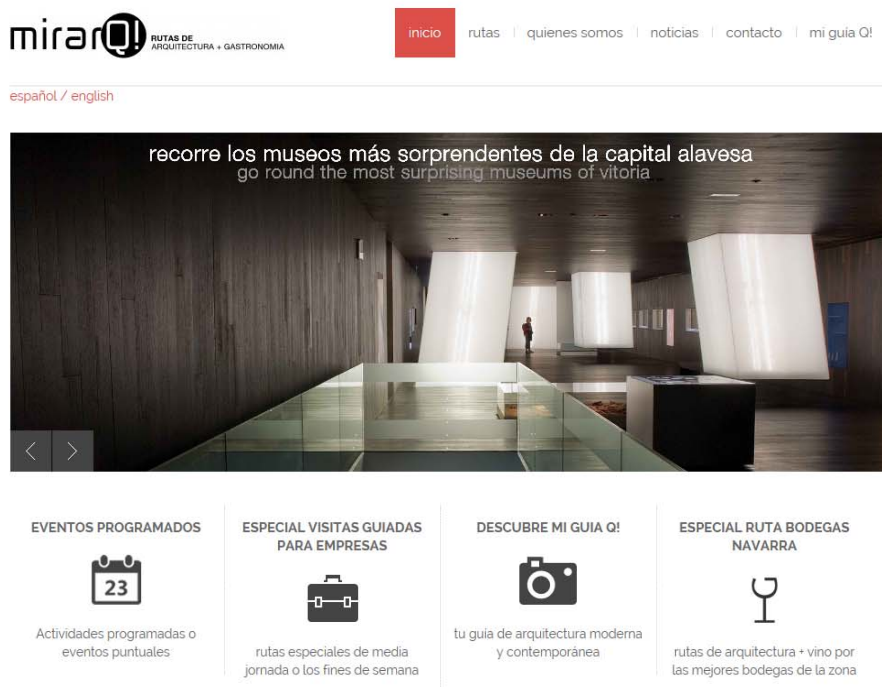 mirarQ!
RUTAS DE
ARQUITECTURA + GASTRONOMIA
inicio
rutas
quienes somos
noticias
contacto
mi guia Q!
español / english
recorre los museos más sorprendentes de la capital alavesa
go round the most surprising museums of vitoria
EVENTOS PROGRAMADOS
23
Actividades programadas o
eventos puntuales
ESPECIAL VISITAS GUIADAS
PARA EMPRESAS
rutas especiales de media
jornada o los fines de semana
DESCUBRE MI GUIA Q!
tu guía de arquitectura moderna
y contemporánea
ESPECIAL RUTA BODEGAS
NAVARRA
rutas de arquitectura + vino por
las mejores bodegas de la zona